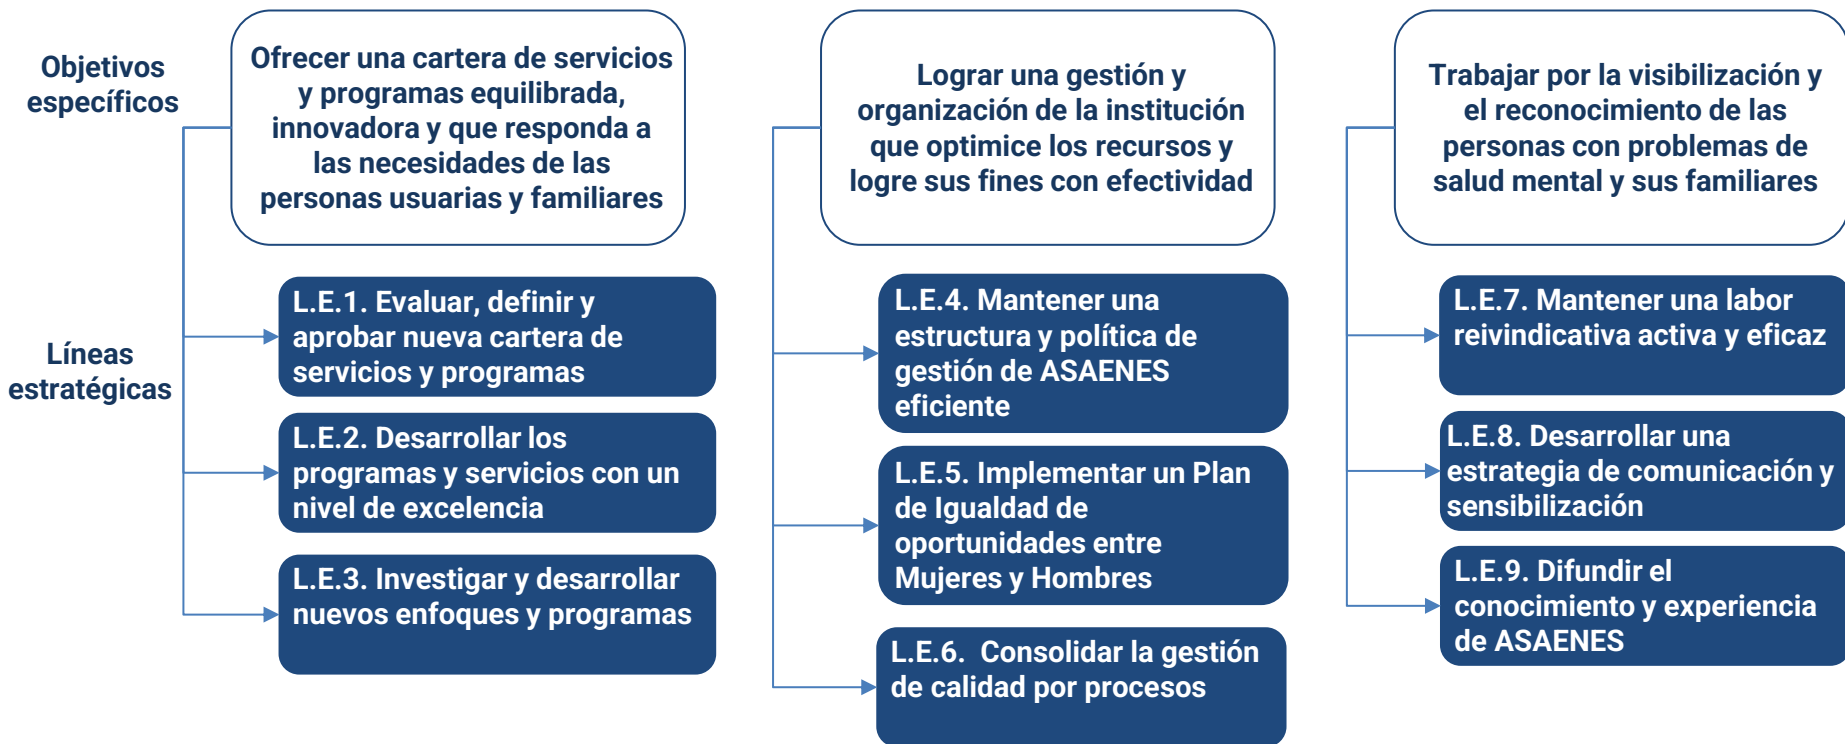 Objetivos
específicos
Ofrecer una cartera de servicios
y programas equilibrada,
innovadora y que responda a
las necesidades de las
personas usuarias y familiares
Lograr una gestión y
organización de la institución
que optimice los recursos y
logre sus fines con efectividad
Trabajar por la visibilización y
el reconocimiento de las
personas con problemas de
salud mental y sus familiares
Líneas
estratégicas
L.E.1. Evaluar, definir y
aprobar nueva cartera de
servicios y programas
L.E.2. Desarrollar los
programas y servicios con un
nivel de excelencia
L.E.3. Investigar y desarrollar
nuevos enfoques y programas
L.E.4. Mantener una
estructura y política de
gestión de ASAENES
eficiente
L.E.5. Implementar un Plan
de Igualdad de
oportunidades entre
Mujeres y Hombres
L.E.6. Consolidar la gestión
de calidad por procesos
L.E.7. Mantener una labor
reivindicativa activa y eficaz
L.E.8. Desarrollar una
estrategia de comunicación y
sensibilización
L.E.9. Difundir el
conocimiento y experiencia
de ASAENES